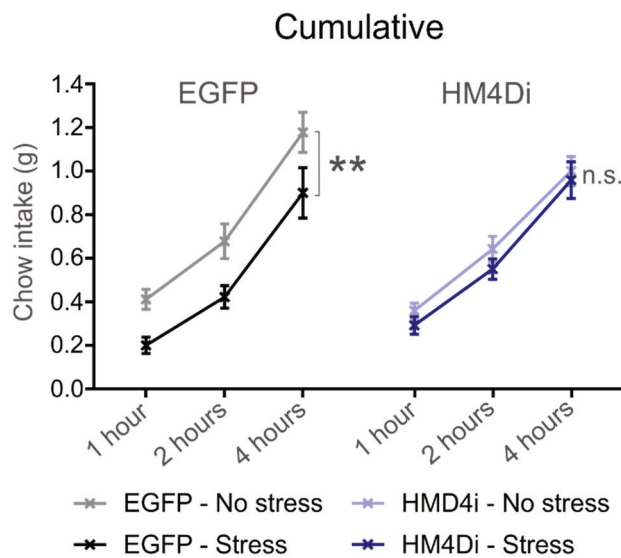 Cumulative
EGFP
HM4Di
Chow intake (g)
1.4
1.2
1.0
0.8
0.6
0.4
0.2
0.0
**
n.s.
1 hour
2 hours
4 hours
1 hour
2 hours
4 hours
EGFP - No stress
HMD4i - No stress
EGFP - Stress
HM4Di - Stress